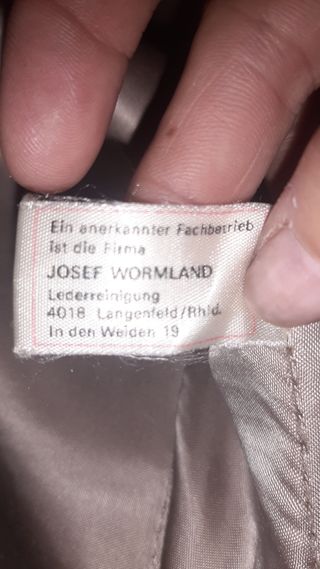 Ein anerkannter Fachbetrieb
ist die Firma
JOSEF WORMLAND
Lederreinigung
4018 Langenfeld/Rhld.
In den Weiden 19